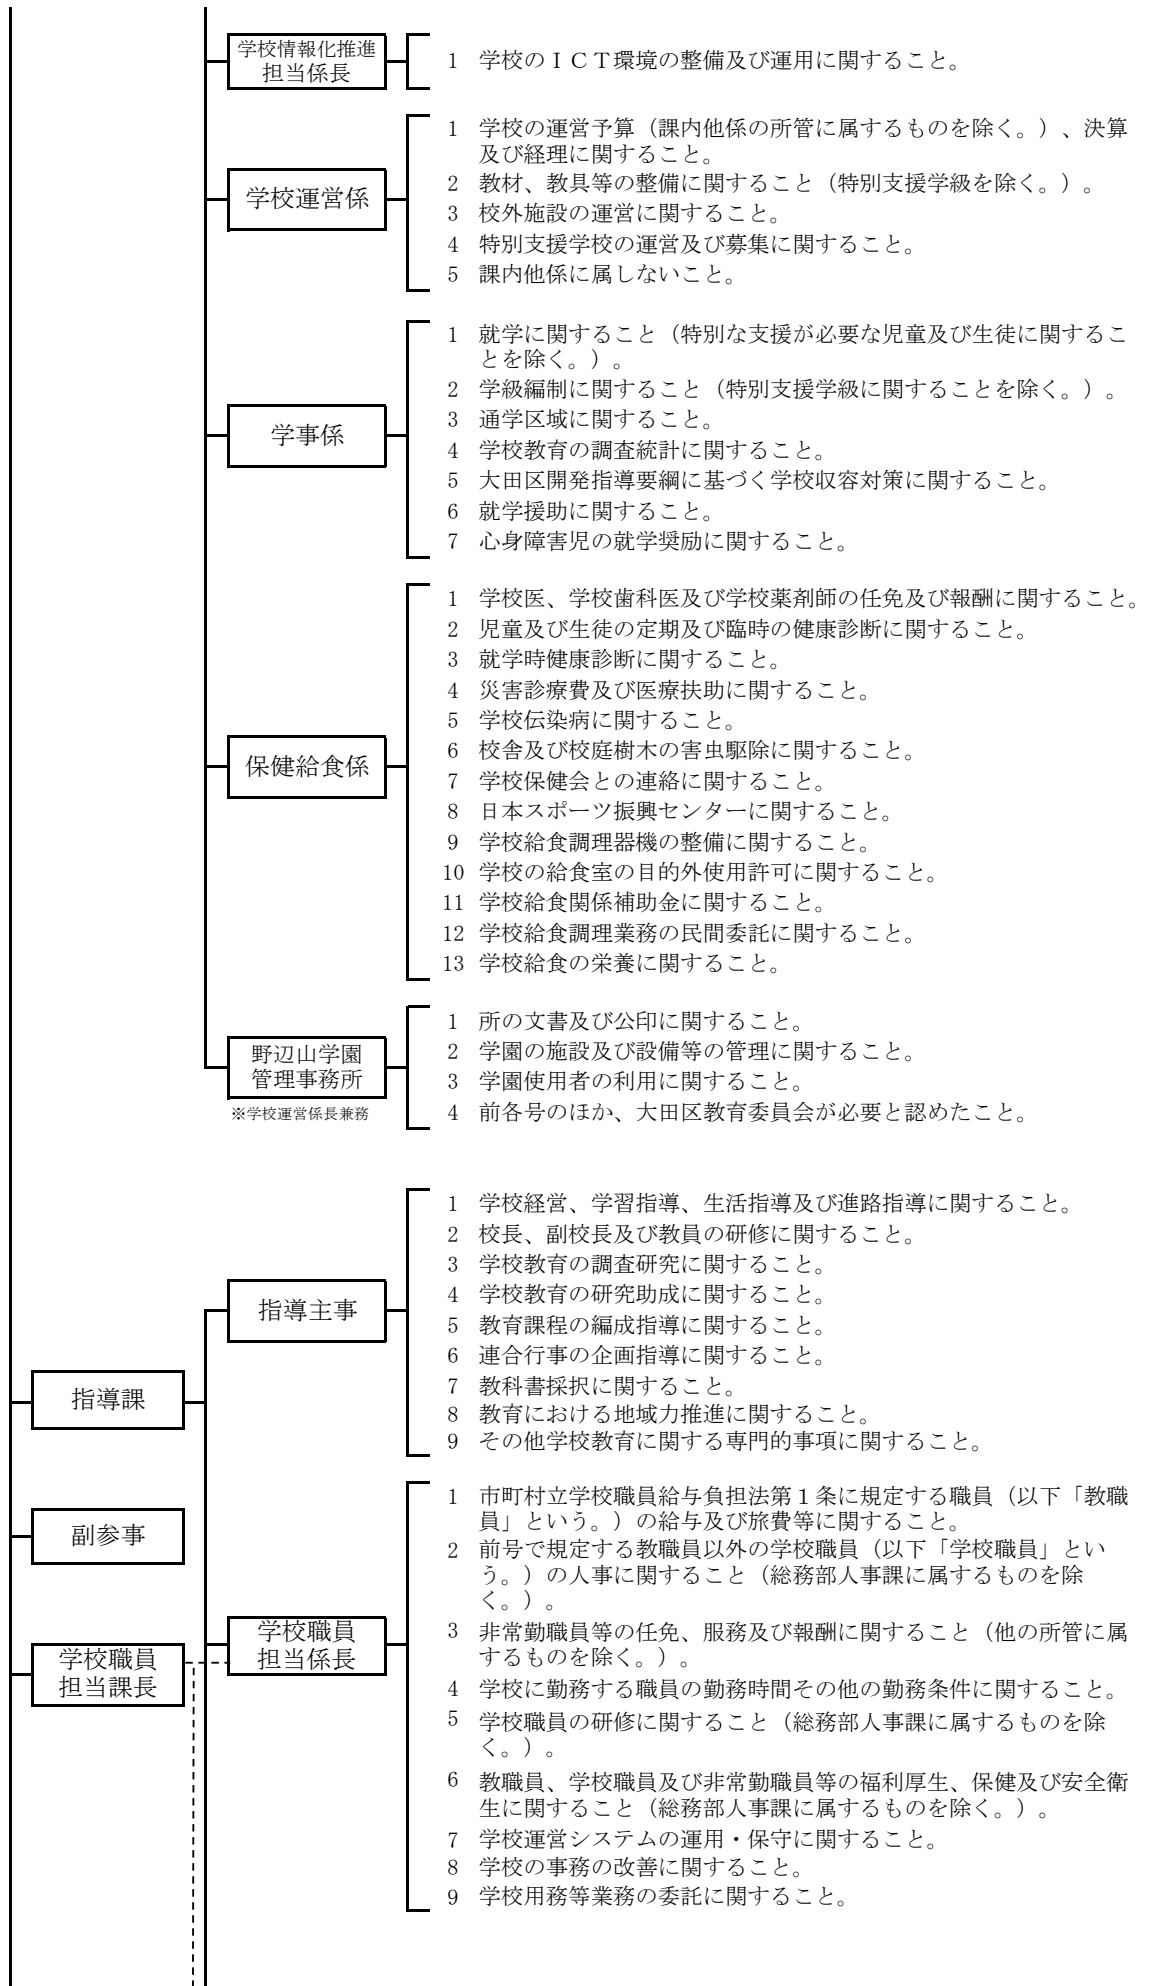 学校情報化推進
担当係長
1 学校のＩＣＴ環境の整備及び運用に関すること。
学校運営係
1 学校の運営予算（課内他係の所管に属するものを除く。）、決算
及び経理に関すること。
2 教材、教具等の整備に関すること（特別支援学級を除く。）。
3 校外施設の運営に関すること。
4 特別支援学校の運営及び募集に関すること。
5 課内他係に属しないこと。
学事係
1 就学に関すること（特別な支援が必要な児童及び生徒に関するこ
とを除く。）。
2 学級編制に関すること（特別支援学級に関することを除く。）。
3 通学区域に関すること。
4 学校教育の調査統計に関すること。
5 大田区開発指導要綱に基づく学校収容対策に関すること。
6 就学援助に関すること。
7 心身障害児の就学奨励に関すること。
保健給食係
1 学校医、学校歯科医及び学校薬剤師の任免及び報酬に関すること。
2 児童及び生徒の定期及び臨時の健康診断に関すること。
3 就学時健康診断に関すること。
4 災害診療費及び医療扶助に関すること。
5 学校伝染病に関すること。
6 校舎及び校庭樹木の害虫駆除に関すること。
7 学校保健会との連絡に関すること。
8 日本スポーツ振興センターに関すること。
9 学校給食調理器機の整備に関すること。
10 学校の給食室の目的外使用許可に関すること。
11 学校給食関係補助金に関すること。
12 学校給食調理業務の民間委託に関すること。
13 学校給食の栄養に関すること。
野辺山学園
管理事務所
※学校運営係長兼務
1 所の文書及び公印に関すること。
2 学園の施設及び設備等の管理に関すること。
3 学園使用者の利用に関すること。
4 前各号のほか、大田区教育委員会が必要と認めたこと。
指導課
指導主事
1 学校経営、学習指導、生活指導及び進路指導に関すること。
2 校長、副校長及び教員の研修に関すること。
3 学校教育の調査研究に関すること。
4 学校教育の研究助成に関すること。
5 教育課程の編成指導に関すること。
6 連合行事の企画指導に関すること。
7 教科書採択に関すること。
8 教育における地域力推進に関すること。
9 その他学校教育に関する専門的事項に関すること。
副参事
学校職員
担当課長
学校職員
担当係長
1 市町村立学校職員給与負担法第１条に規定する職員（以下「教職
員」という。）の給与及び旅費等に関すること。
2 前号で規定する教職員以外の学校職員（以下「学校職員」とい
う。）の人事に関すること（総務部人事課に属するものを除
く。）。
3 非常勤職員等の任免、服務及び報酬に関すること（他の所管に属
するものを除く。）。
4 学校に勤務する職員の勤務時間その他の勤務条件に関すること。
5 学校職員の研修に関すること（総務部人事課に属するものを除
く。）。
6 教職員、学校職員及び非常勤職員等の福利厚生、保健及び安全衛
生に関すること（総務部人事課に属するものを除く。）。
7 学校運営システムの運用・保守に関すること。
8 学校の事務の改善に関すること。
9 学校用務等業務の委託に関すること。